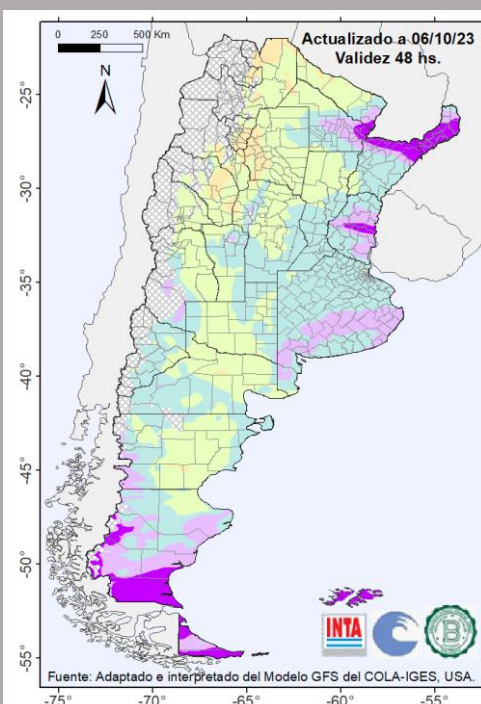 0 250 500 Km
Actualizado a 06/10/23
Validez 48 hs.
N
-25°
-30°
-35°
-40°
-45°
-50°
-55°
INTA
B
Fuente: Adaptado e interpretado del Modelo GFS del COLA-IGES, USA.
-75° -70° -65° -60° -55°